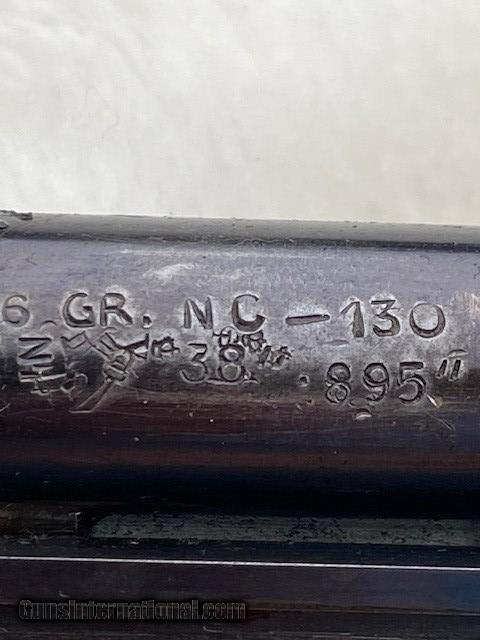 6 GR. NC - 130
38" .895"
GunsInternational.com